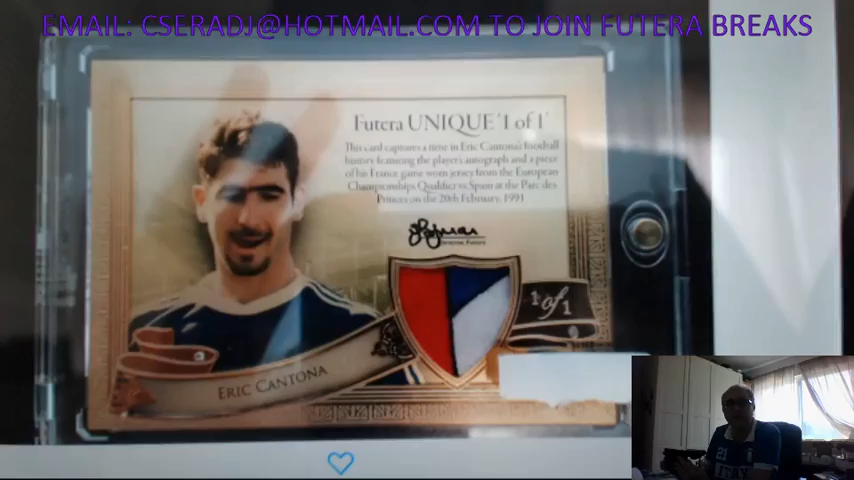 EMAIL: CSERADJ@HOTMAIL.COM TO JOIN FUTERA BREAKS
Futera UNIQUE '1 of 1'
This card captures a time in Eric Cantona's football
history featuring the player's autograph and a piece
of his France game worn jersey from the European
Championships Qualifier vs Spain at the Parc des
Princes on the 20th February, 1991
1 of 1
ERIC CANTONA
21